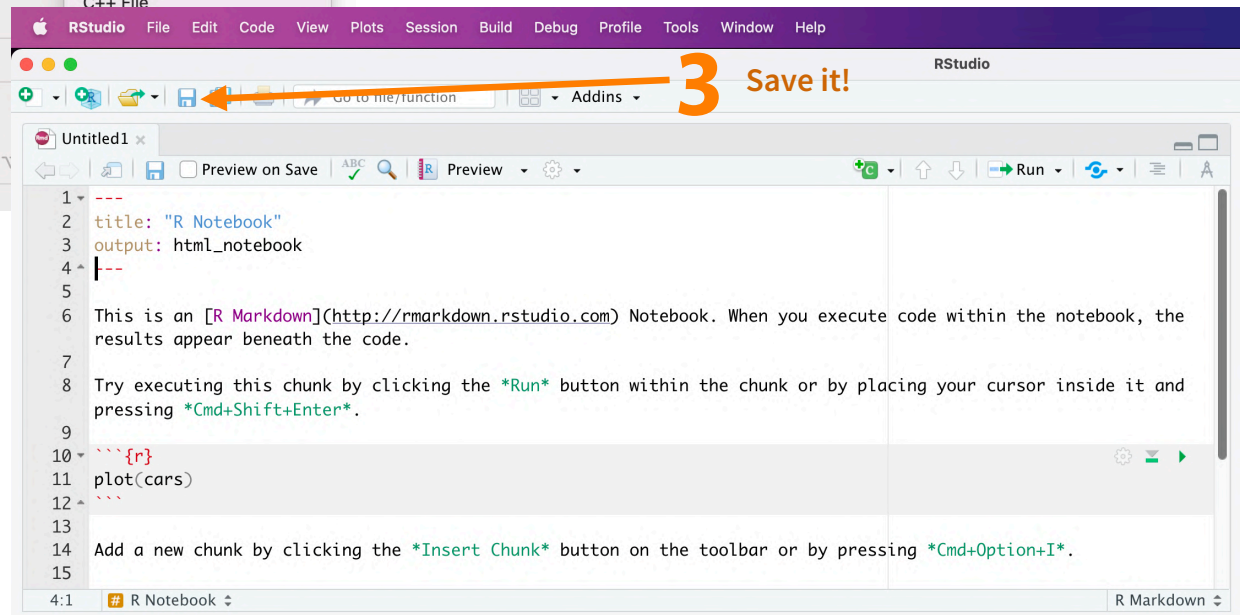 C++ File
RStudio File Edit Code View Plots Session Build Debug Profile Tools Window Help
RStudio
3 Save it!
Go to file/function Addins
Untitled1
Preview on Save ABC R Preview C Run
1 ---
2 title: "R Notebook"
3 output: html_notebook
4 ---
5
6 This is an [R Markdown](http://rmarkdown.rstudio.com) Notebook. When you execute code within the notebook, the
results appear beneath the code.
7
8 Try executing this chunk by clicking the *Run* button within the chunk or by placing your cursor inside it and
pressing *Cmd+Shift+Enter*.
9
10 ```{r}
11 plot(cars)
12 ```
13
14 Add a new chunk by clicking the *Insert Chunk* button on the toolbar or by pressing *Cmd+Option+I*.
15
4:1 # R Notebook R Markdown